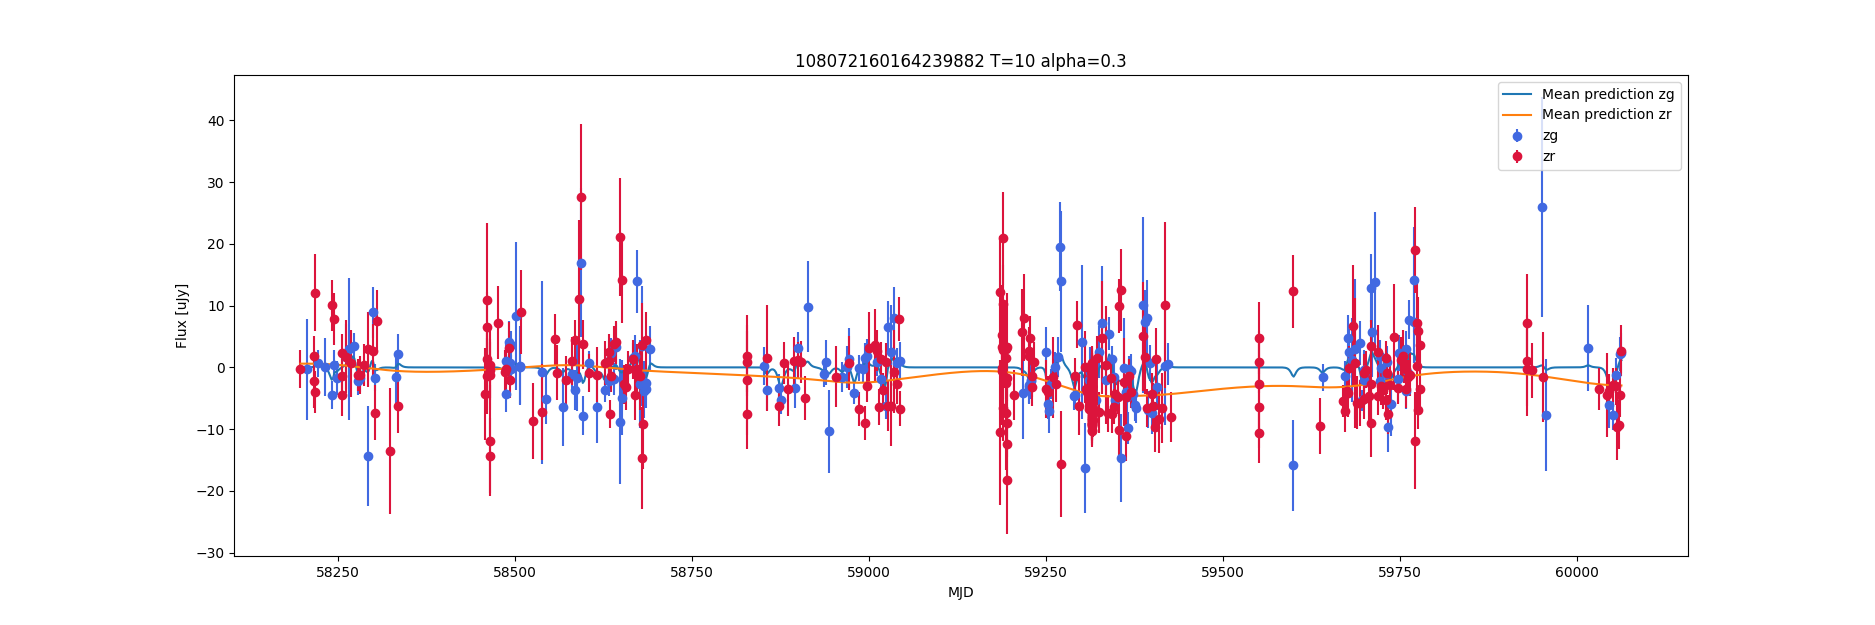 108072160164239882 T=10 alpha=0.3
Mean prediction zg
Mean prediction zr
zg
zr
Flux [uJy]
40
30
20
10
0
−10
−20
−30
58250 58500 58750 59000 59250 59500 59750 60000
MJD